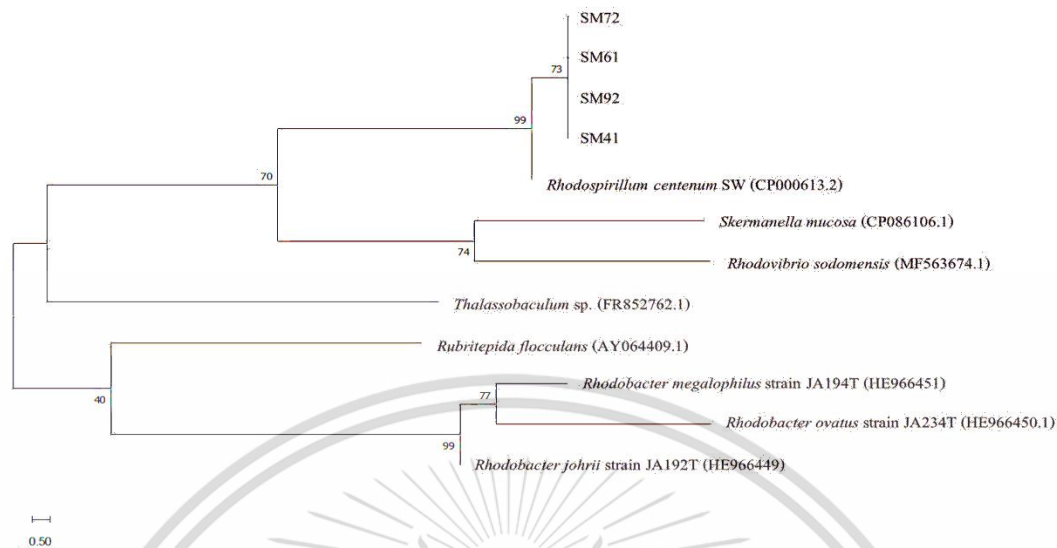 SM72
SM61
73
SM92
99
SM41
70
Rhodospirillum centenum SW (CP000613.2)
Skermanella mucosa (CP086106.1)
74
Rhodovibrio sodomensis (MF563674.1)
Thalassobaculum sp. (FR852762.1)
Rubritepida flocculans (AY064409.1)
Rhodobacter megalophilus strain JA194T (HE966451)
77
40
Rhodobacter ovatus strain JA234T (HE966450.1)
99
Rhodobacter johrii strain JA192T (HE966449)
0.50